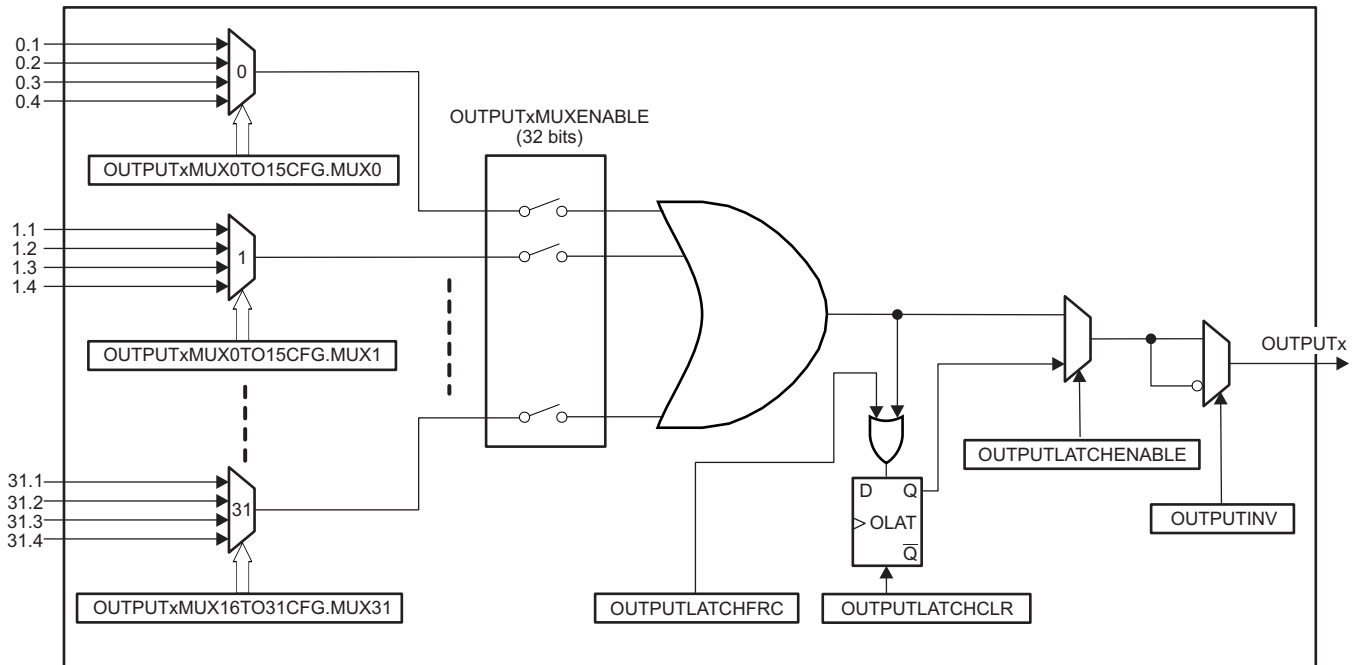 0.1
0.2
0.3
0.4
0
OUTPUTxMUX0TO15CFG.MUX0
OUTPUTxMUXENABLE
(32 bits)
1.1
1.2
1.3
1.4
1
OUTPUTxMUX0TO15CFG.MUX1
31.1
31.2
31.3
31.4
31
OUTPUTxMUX16TO31CFG.MUX31
OUTPUTLATCHFRC
D Q
OLAT
Q̅
OUTPUTLATCHCLR
OUTPUTLATCHENABLE
OUTPUTINV
OUTPUTx